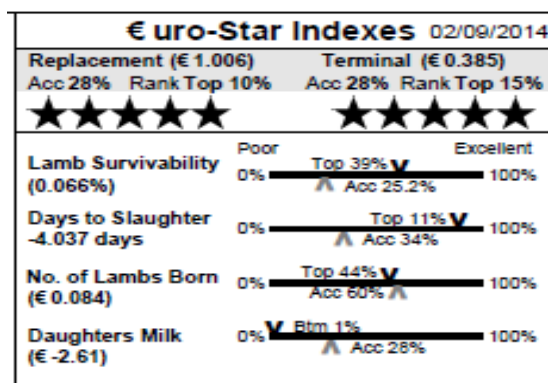 € uro-Star Indexes 02/09/2014
Replacement (€ 1.006) Terminal (€ 0.385)
Acc 28% Rank Top 10% Acc 28% Rank Top 15%
Poor Excellent
Lamb Survivability 0% Top 39% 100%
(0.066%) Acc 25.2%
Days to Slaughter 0% Top 11% 100%
-4.037 days Acc 34%
No. of Lambs Born 0% Top 44% 100%
(€ 0.084) Acc 60%
Daughters Milk 0% Btm 1% 100%
(€ -2.61) Acc 28%